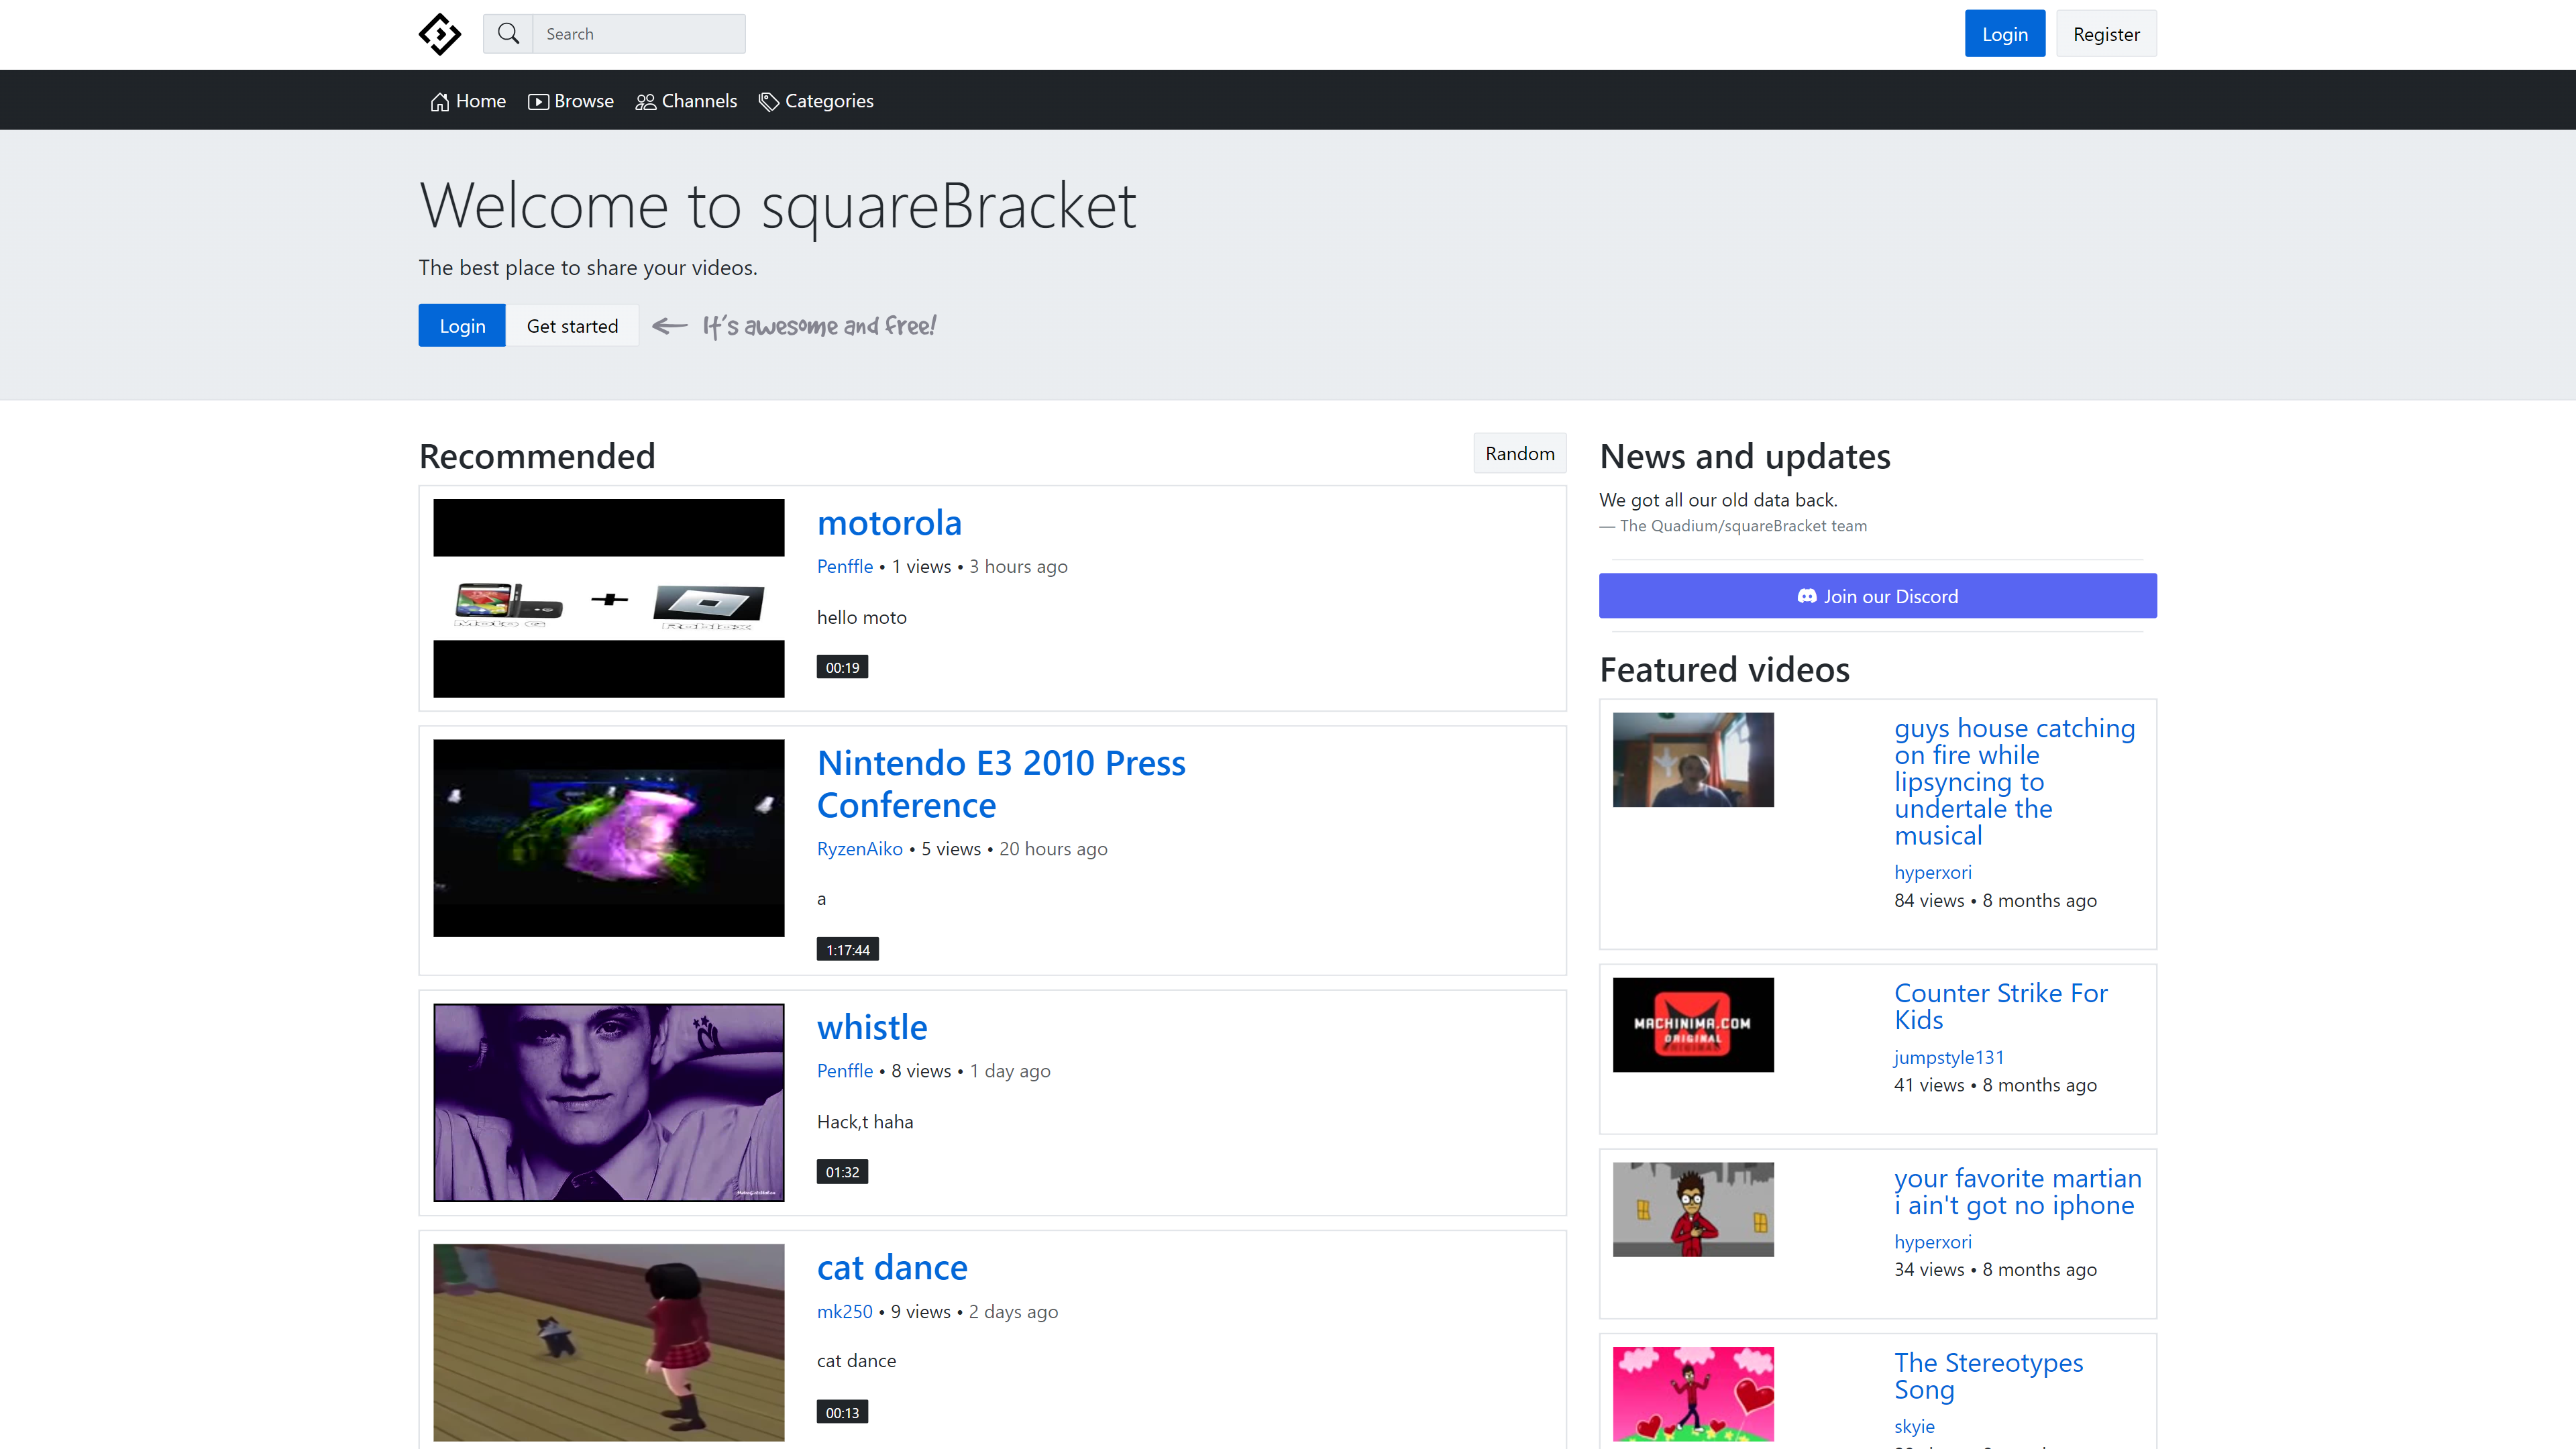 Search
Login
Register
Home
Browse
Channels
Categories
Welcome to squareBracket
The best place to share your videos.
Login
Get started
It's awesome and free!
Recommended
Random
motorola
Penffle • 1 views • 3 hours ago
hello moto
00:19
Nintendo E3 2010 Press
Conference
RyzenAiko • 5 views • 20 hours ago
a
1:17:44
whistle
Penffle • 8 views • 1 day ago
Hack,t haha
01:32
cat dance
mk250 • 9 views • 2 days ago
cat dance
00:13
News and updates
We got all our old data back.
— The Quadium/squareBracket team
Join our Discord
Featured videos
guys house catching
on fire while
lipsyncing to
undertale the
musical
hyperxori
84 views • 8 months ago
MACHINIMA.COM
ORIGINAL
Counter Strike For
Kids
jumpstyle131
41 views • 8 months ago
your favorite martian
i ain't got no iphone
hyperxori
34 views • 8 months ago
The Stereotypes
Song
skyie